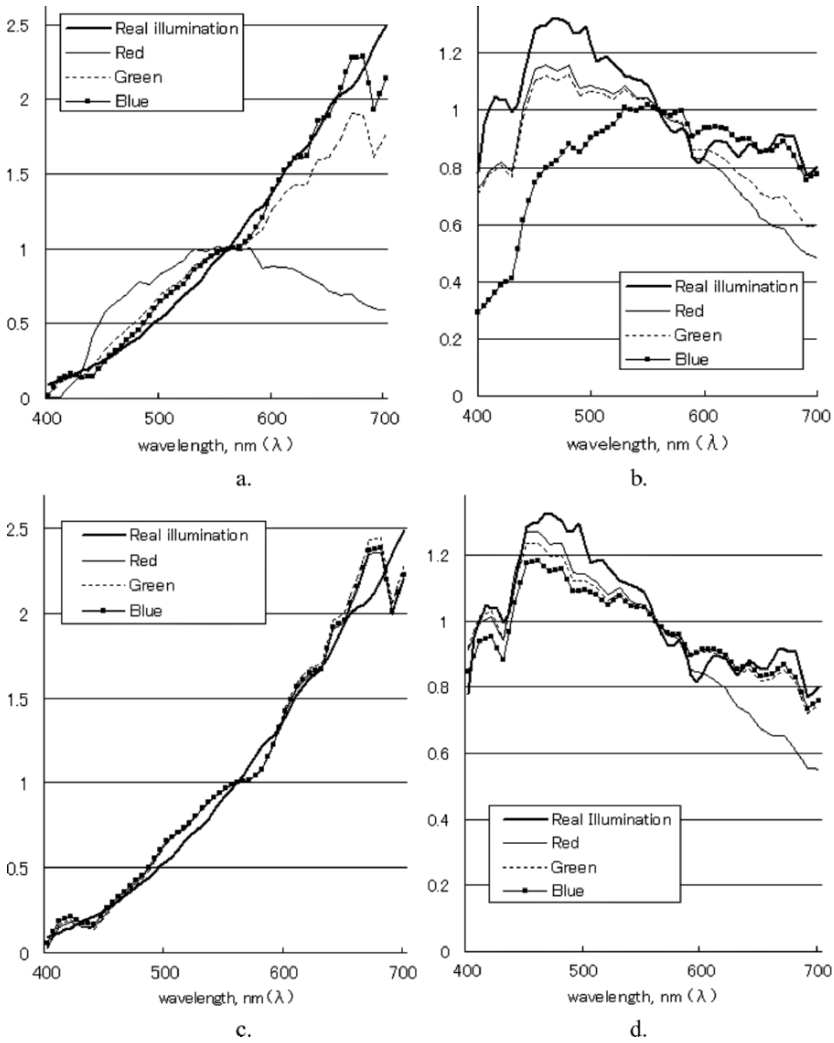 2.5
2
1.5
1
0.5
0
Real illumination
Red
Green
Blue
400 500 600 700
wavelength, nm (λ)
a.
1.2
1
0.8
0.6
0.4
0.2
0
Real illumination
Red
Green
Blue
400 500 600 700
wavelength, nm (λ)
b.
2.5
2
1.5
1
0.5
0
Real illumination
Red
Green
Blue
400 500 600 700
wavelength, nm (λ)
c.
1.2
1
0.8
0.6
0.4
0.2
0
Real Illumination
Red
Green
Blue
400 500 600 700
wavelength, nm (λ)
d.